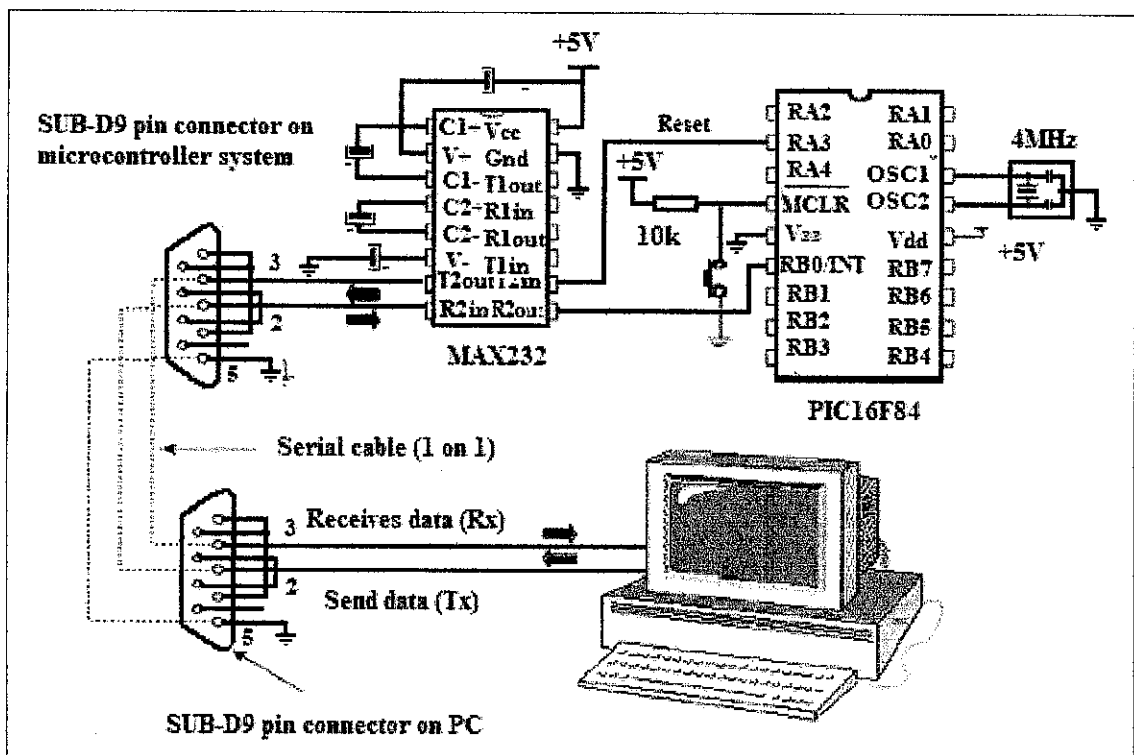 +5V
SUB-D9 pin connector on
microcontroller system
C1+ Vcc
V+ Gnd
C1- T1out
C2+ R1in
C2- R1out
V- T1in
T2out T2in
R2in R2out
MAX232
3
2
5
Reset
+5V
10k
RA2 RA1
RA3 RA0
RA4 OSC1
MCLR OSC2
Vss Vdd
RB0/INT RB7
RB1 RB6
RB2 RB5
RB3 RB4
PIC16F84
4MHz
+5V
Serial cable (1 on 1)
3
Receives data (Rx)
2
Send data (Tx)
5
SUB-D9 pin connector on PC